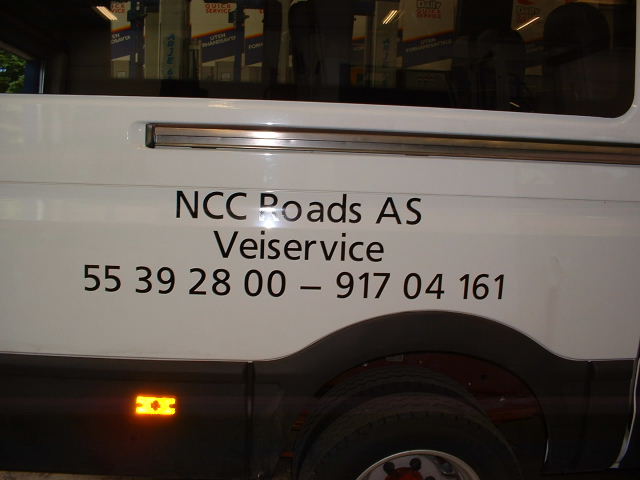 NCC Roads AS
Veiservice
55 39 28 00 – 917 04 161